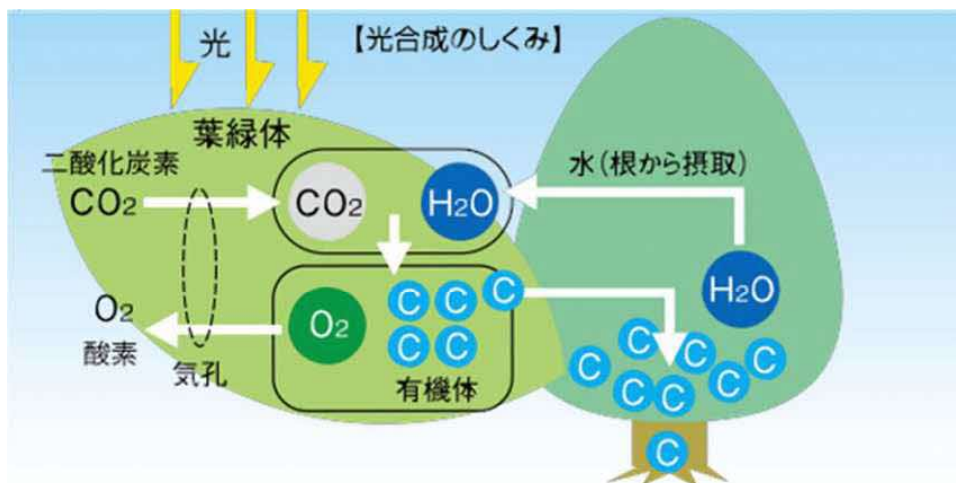 光
【光合成のしくみ】
葉緑体
二酸化炭素
CO2
CO2
H2O
水(根から摂取)
H2O
O2
酸素
気孔
O2
C C C
C C
有機体
C C C C C C C
C